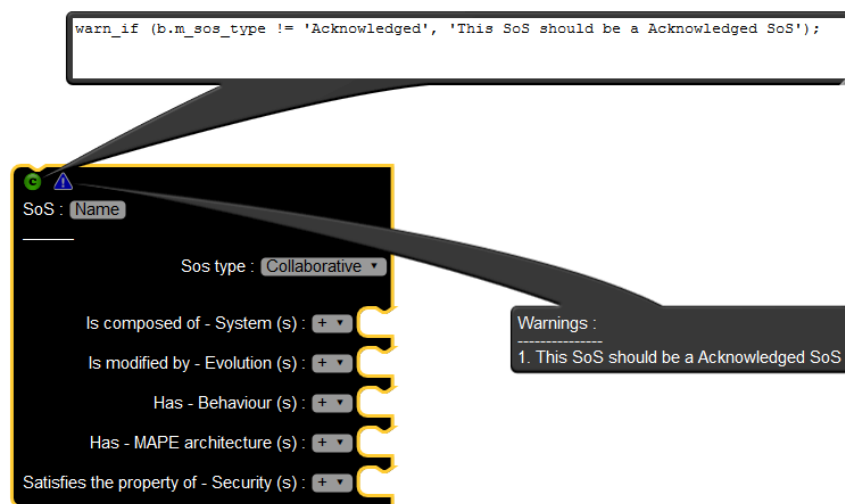 warn_if (b.m_sos_type != 'Acknowledged', 'This SoS should be a Acknowledged SoS');
C
SoS : Name
Sos type : Collaborative ▼
Is composed of - System (s) : + ▼
Is modified by - Evolution (s) : + ▼
Has - Behaviour (s) : + ▼
Has - MAPE architecture (s) : + ▼
Satisfies the property of - Security (s) : + ▼
Warnings :
---------------
1. This SoS should be a Acknowledged SoS